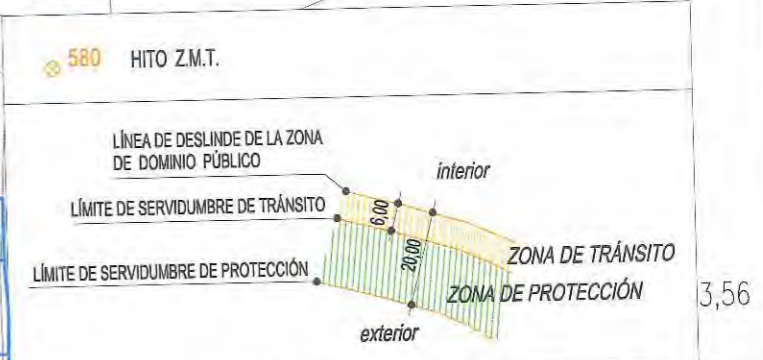 580 HITO Z.M.T.
LÍNEA DE DESLINDE DE LA ZONA
DE DOMINIO PÚBLICO
interior
LÍMITE DE SERVIDUMBRE DE TRÁNSITO
6,00
20,00
ZONA DE TRÁNSITO
LÍMITE DE SERVIDUMBRE DE PROTECCIÓN
ZONA DE PROTECCIÓN
3,56
exterior